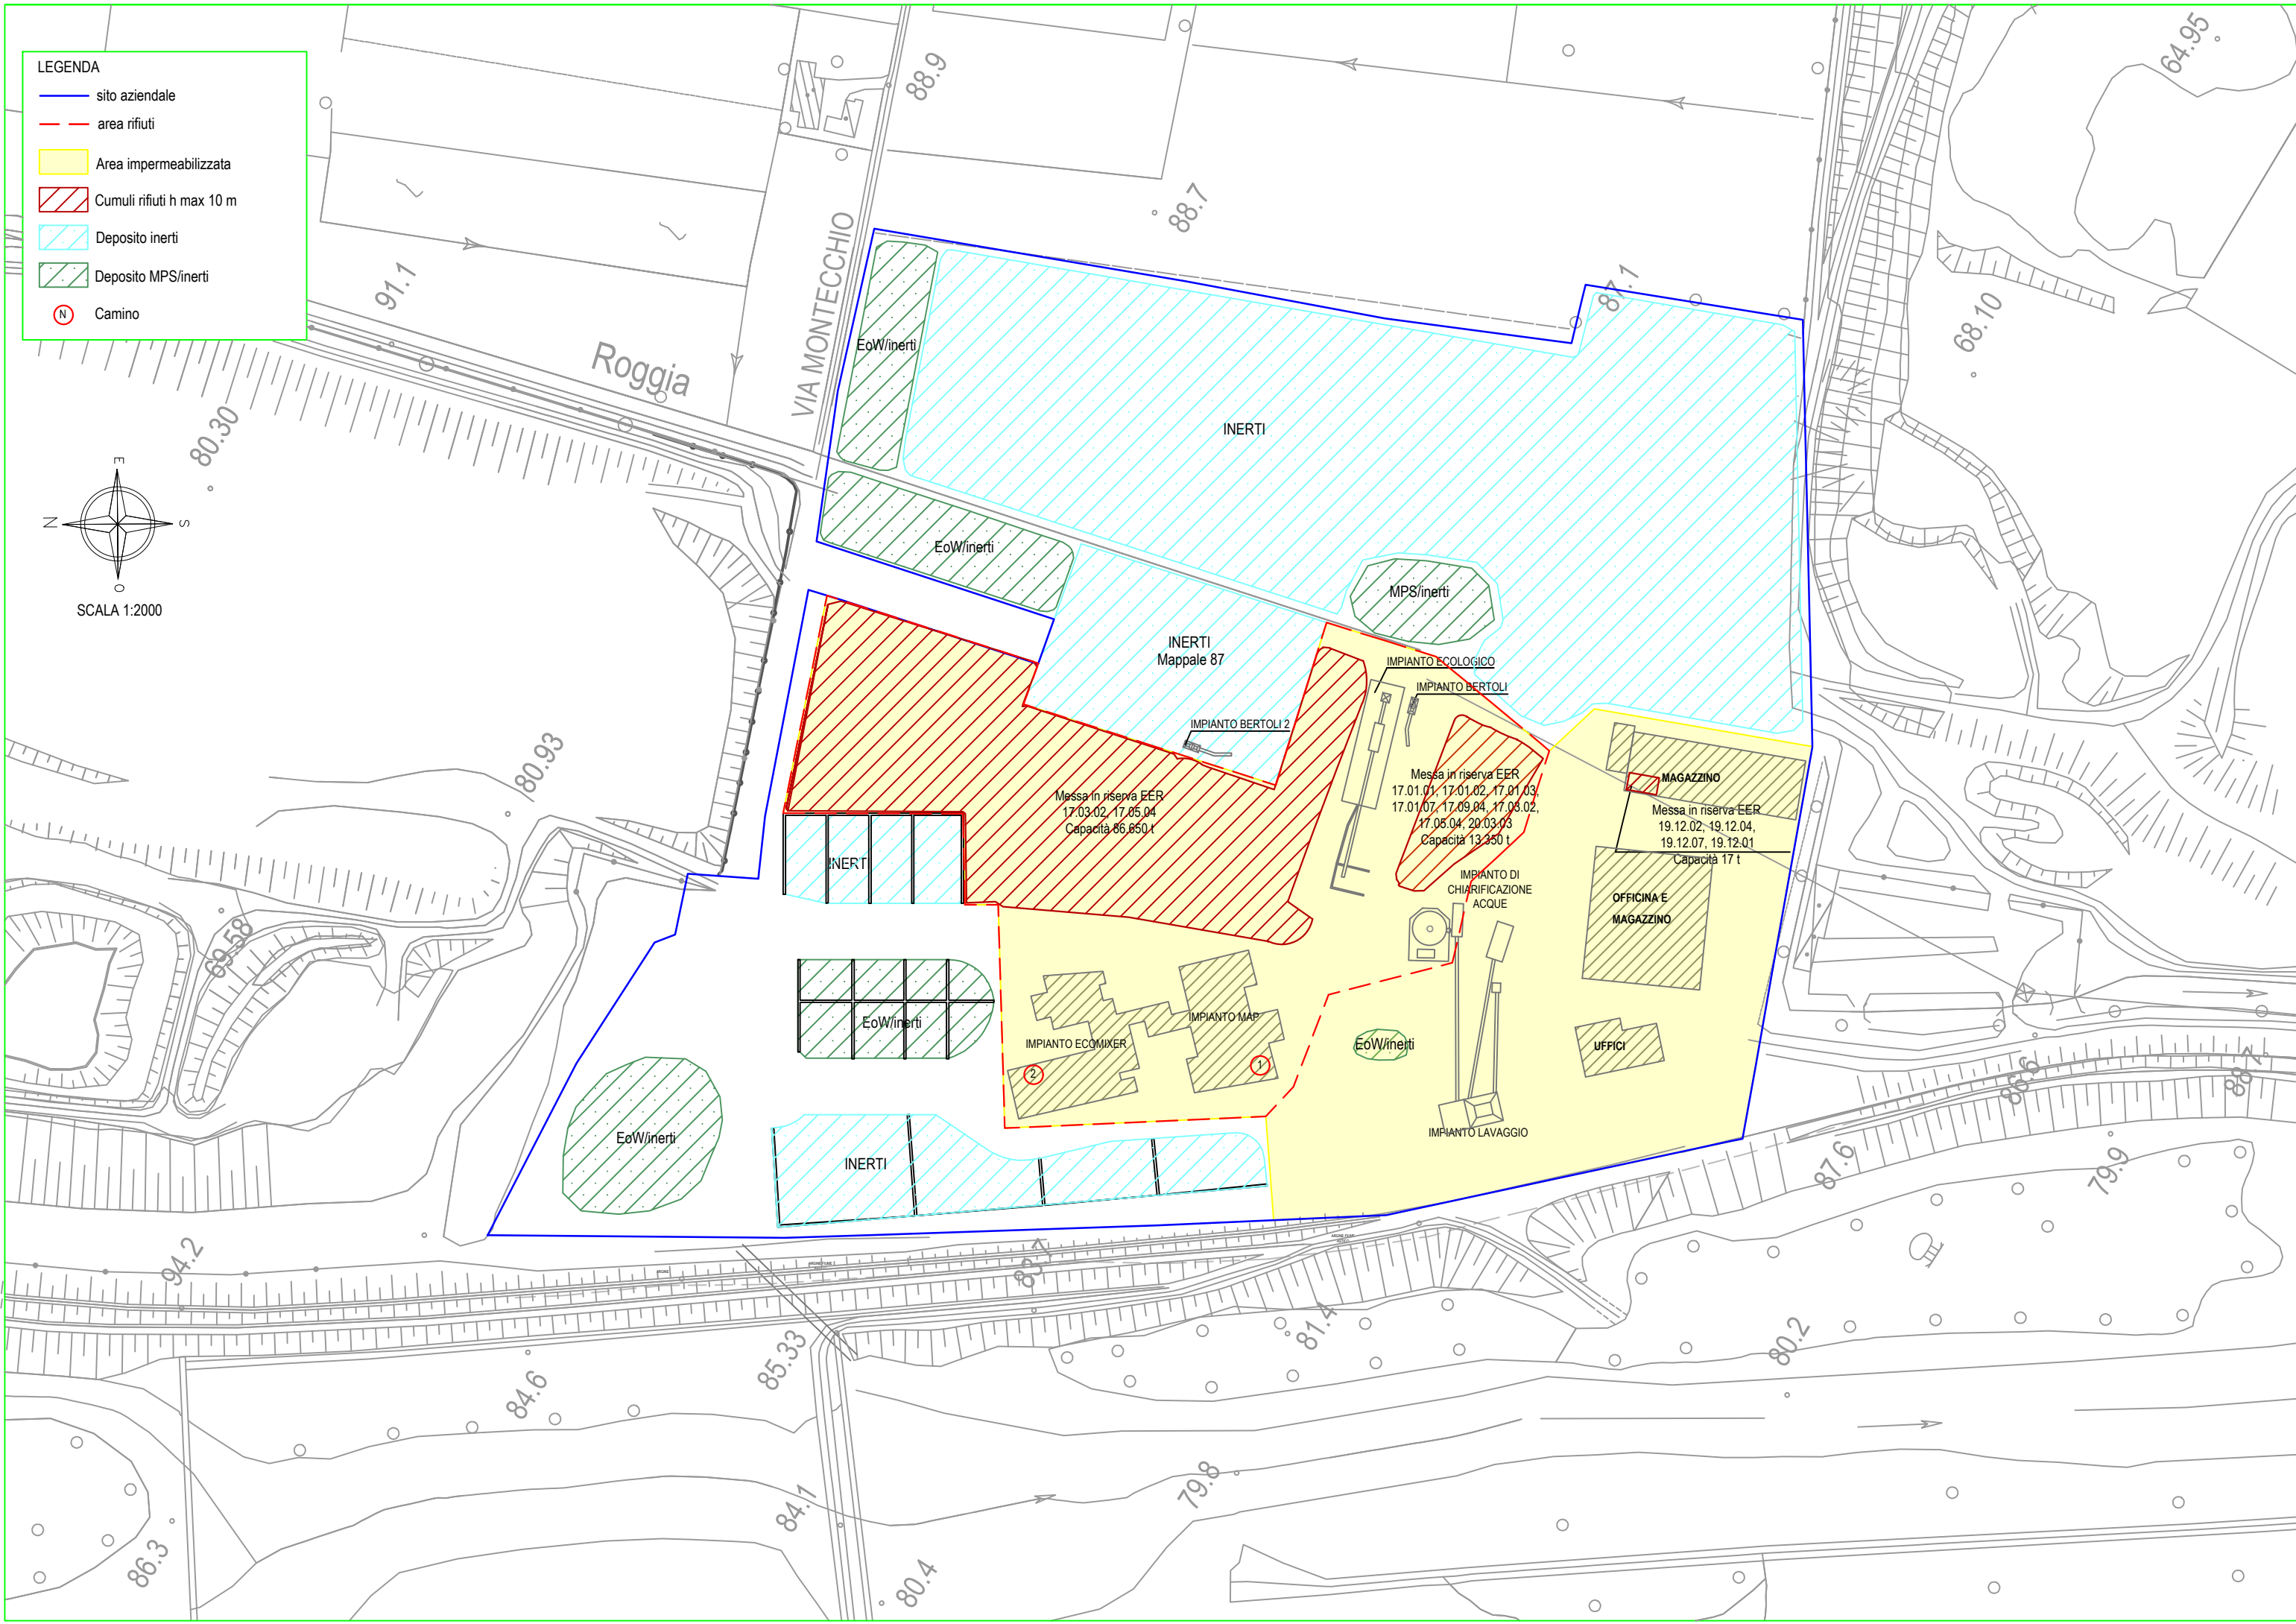 LEGENDA
sito aziendale
area rifiuti
Area impermeabilizzata
Cumuli rifiuti h max 10 m
Deposito inerti
Deposito MPS/inerti
N Camino
E
N
S
O
SCALA 1:2000
88.9
64.95
88.7
VIA MONTECCHIO
91.1
87.1
68.10
Roggia
80.30
EoW/inerti
INERTI
EoW/inerti
MPS/inerti
INERTI
Mappale 87
IMPIANTO ECOLOGICO
IMPIANTO BERTOLI
IMPIANTO BERTOLI 2
80.93
Messa in riserva EER
17.03.02, 17.05.04
Capacità 86.650 t
Messa in riserva EER
17.01.01, 17.01.02, 17.01.03,
17.01.07, 17.09.04, 17.03.02,
17.05.04, 20.03.03
Capacità 13.350 t
MAGAZZINO
Messa in riserva EER
19.12.02, 19.12.04,
19.12.07, 19.12.01
Capacità 17 t
INERTI
IMPIANTO DI
CHIARIFICAZIONE
ACQUE
OFFICINA E
MAGAZZINO
69.58
EoW/inerti
IMPIANTO MAP
IMPIANTO ECOMIXER
EoW/inerti
UFFICI
2
1
86.6
88.7
EoW/inerti
INERTI
IMPIANTO LAVAGGIO
87.6
79.9
94.2
83.7
85.33
81.4
80.2
84.6
84.1
79.8
86.3
80.4